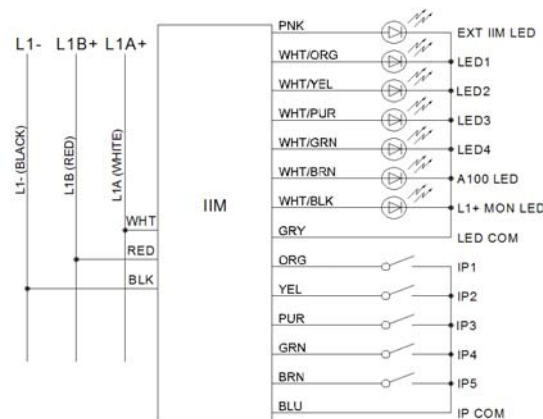 L1- L1B+ L1A+
L1- (BLACK)
L1B (RED)
L1A (WHITE)
WHT
RED
BLK
IIM
PNK EXT IIM LED
WHT/ORG LED1
WHT/YEL LED2
WHT/PUR LED3
WHT/GRN LED4
WHT/BRN A100 LED
WHT/BLK L1+ MON LED
GRY LED COM
ORG IP1
YEL IP2
PUR IP3
GRN IP4
BRN IP5
BLU IP COM